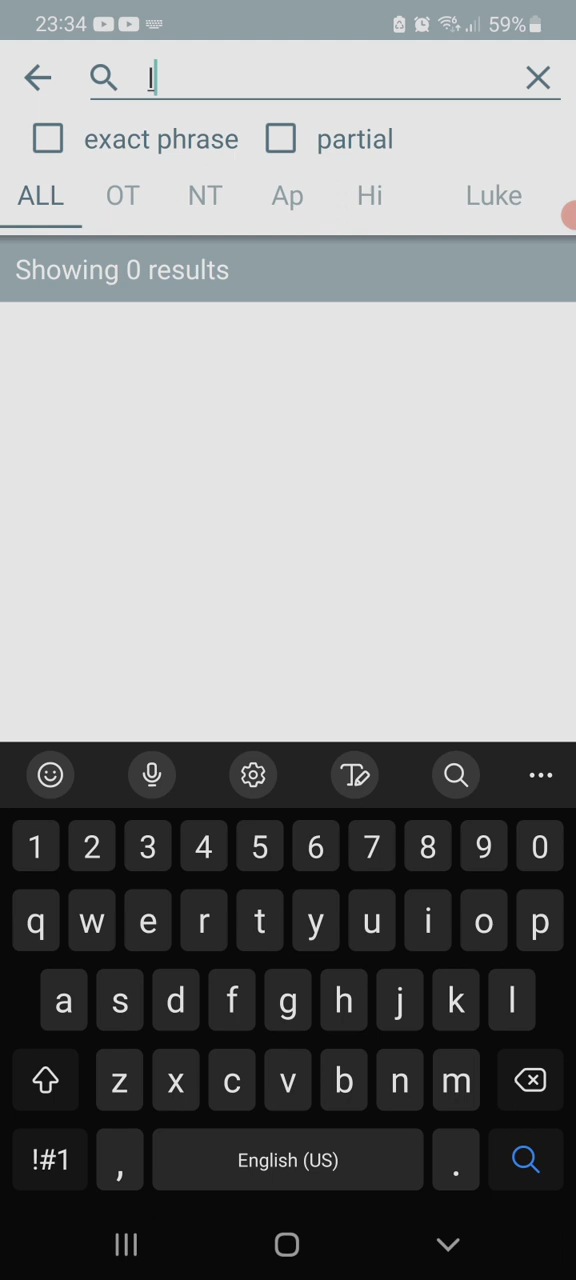 23:34 59%
l
exact phrase partial
ALL OT NT Ap Hi Luke
Showing 0 results
1 2 3 4 5 6 7 8 9 0
q w e r t y u i o p
a s d f g h j k l
z x c v b n m
!#1 , English (US) .